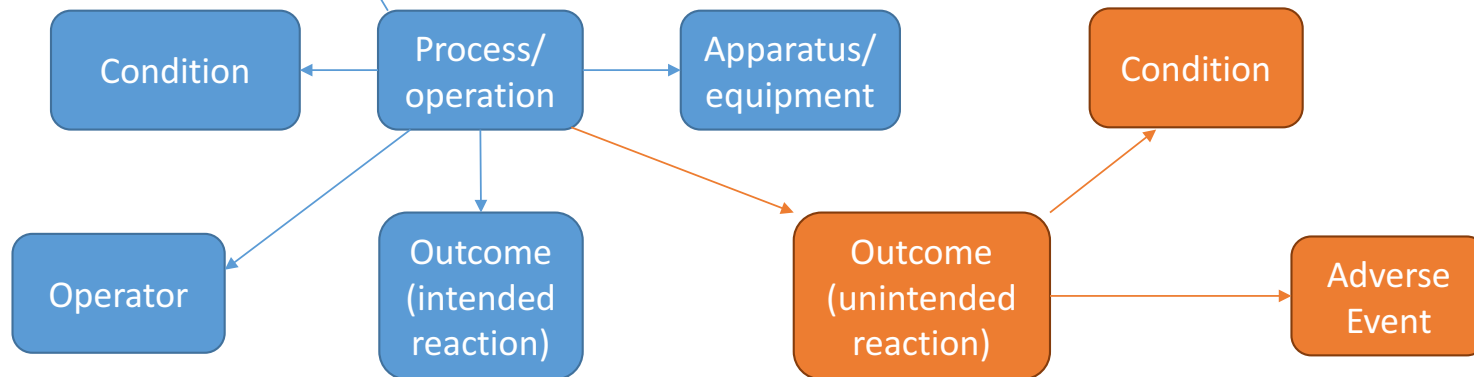 Condition
Process/
operation
Apparatus/
equipment
Condition
Operator
Outcome
(intended
reaction)
Outcome
(unintended
reaction)
Adverse
Event